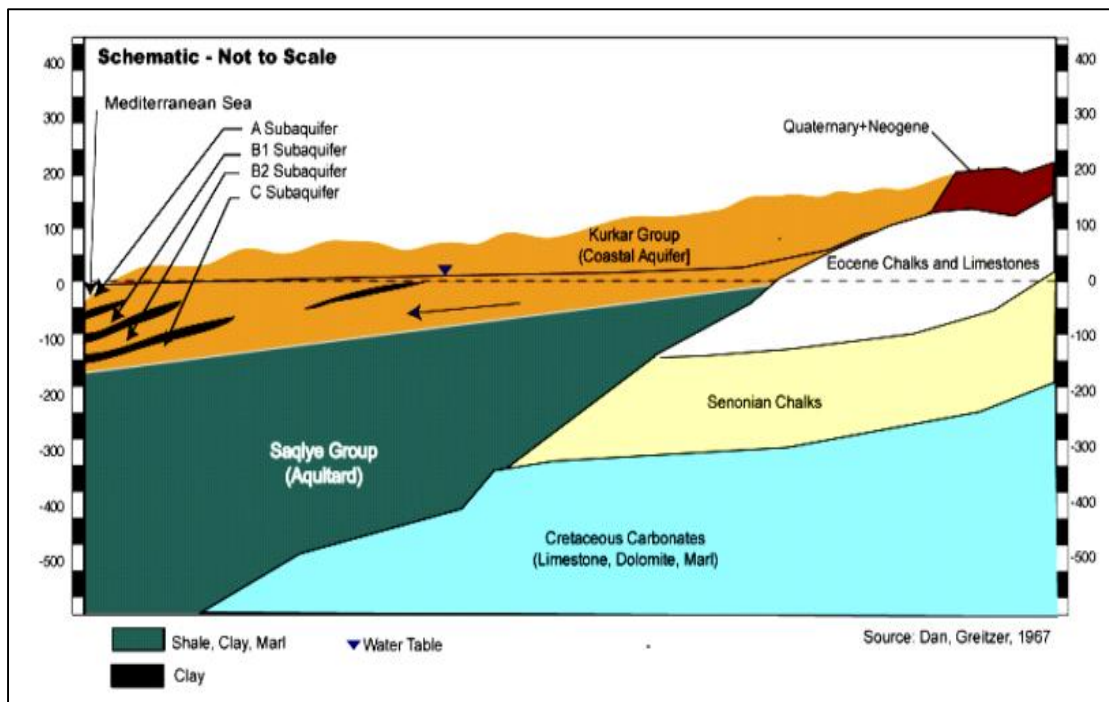 Schematic - Not to Scale
400
300
200
100
0
-100
-200
-300
-400
-500
400
300
200
100
0
-100
-200
-300
-400
-500
Mediterranean Sea
A Subaquifer
B1 Subaquifer
B2 Subaquifer
C Subaquifer
Quaternary+Neogene
Kurkar Group
(Coastal Aquifer]
Eocene Chalks and Limestones
Senonian Chalks
Saqlye Group
(Aqultard)
Cretaceous Carbonates
(Limestone, Dolomite, Marl)
Shale, Clay, Marl
Water Table
Source: Dan, Greitzer, 1967
Clay